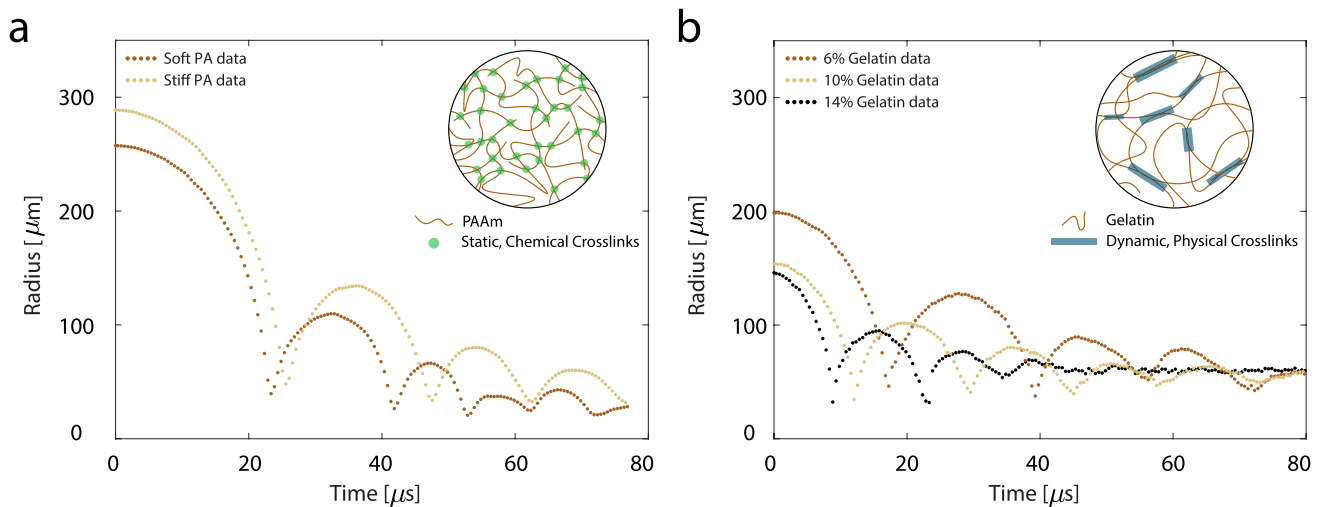 a
Soft PA data
Stiff PA data
300
200
100
0
Radius [ μm]
0
20
40
60
80
Time [μs]
PAAm
Static, Chemical Crosslinks
b
6% Gelatin data
10% Gelatin data
14% Gelatin data
300
200
100
0
Radius [ μm]
0
20
40
60
80
Time [μs]
Gelatin
Dynamic, Physical Crosslinks